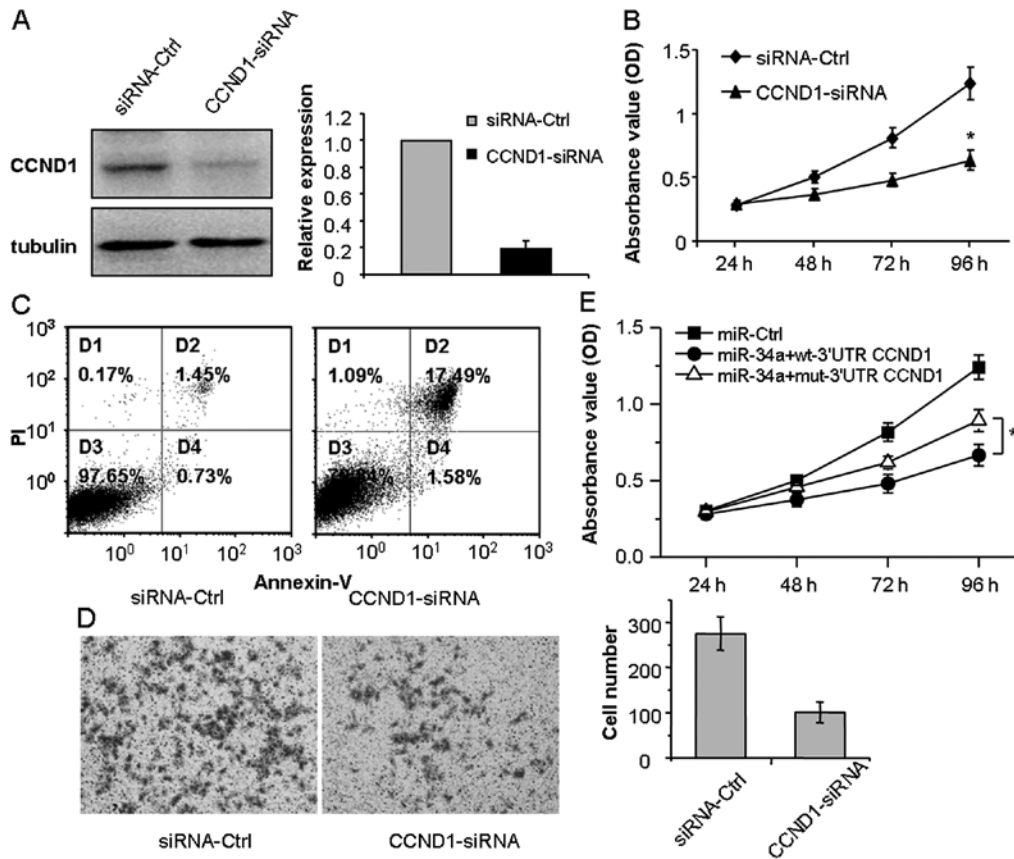 A
siRNA-Ctrl
CCND1-siRNA
CCND1
tubulin
Relative expression
1.2
1.0
0.8
0.6
0.4
0.2
0
siRNA-Ctrl
CCND1-siRNA
B
Absorbance value (OD)
1.5
1
0.5
0
siRNA-Ctrl
CCND1-siRNA
*
24 h 48 h 72 h 96 h
C
PI
10³
10²
10¹
10⁰
D1
0.17%
D2
1.45%
D3
97.65%
D4
0.73%
10⁰ 10¹ 10² 10³
D1
1.09%
D2
17.49%
D3
D4
1.58%
10⁰ 10¹ 10² 10³
Annexin-V
siRNA-Ctrl
CCND1-siRNA
E
Absorbance value (OD)
1.5
1.0
0.5
0.0
miR-Ctrl
miR-34a+wt-3'UTR CCND1
miR-34a+mut-3'UTR CCND1
*
24 h 48 h 72 h 96 h
D
siRNA-Ctrl
CCND1-siRNA
Cell number
300
200
100
0
siRNA-Ctrl
CCND1-siRNA